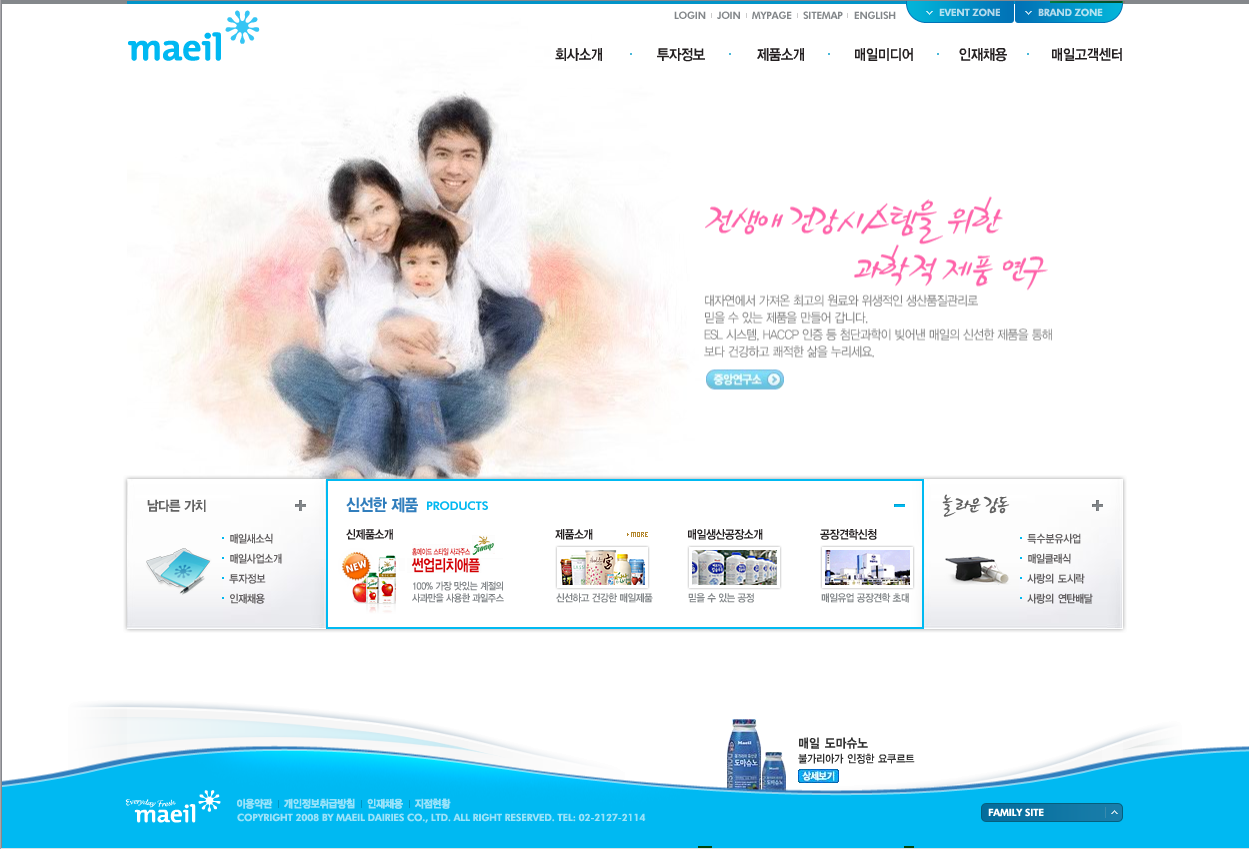 maeil
LOGIN | JOIN | MYPAGE | SITEMAP | ENGLISH
EVENT ZONE
BRAND ZONE
회사소개 · 투자정보 · 제품소개 · 매일미디어 · 인재채용 · 매일고객센터
전생애 건강시스템을 위한
과학적 제품 연구
대자연에서 가져온 최고의 원료와 위생적인 생산품질관리로
믿을 수 있는 제품을 만들어 갑니다.
ESL 시스템, HACCP 인증 등 첨단과학이 빚어낸 매일의 신선한 제품을 통해
보다 건강하고 쾌적한 삶을 누리세요.
중앙연구소
남다른 가치
매일새소식
매일사업소개
투자정보
인재채용
신선한 제품 PRODUCTS
신제품소개
NEW
홈메이드 스타일 사과주스
Sunup
썬업리치애플
100% 가장 맛있는 계절의
사과만을 사용한 과일주스
제품소개
MORE
신선하고 건강한 매일제품
매일생산공장소개
믿을 수 있는 공정
공장견학신청
매일유업 공장견학 초대
놀라운 감동
특수분유사업
매일클래식
사랑의 도시락
사랑의 연탄배달
Maeil
도마슈노
매일 도마슈노
불가리아가 인정한 요쿠르트
상세보기
Everyday Fresh
maeil
이용약관 | 개인정보취급방침 | 인재채용 | 지점현황
COPYRIGHT 2008 BY MAEIL DAIRIES CO., LTD. ALL RIGHT RESERVED. TEL: 02-2127-2114
FAMILY SITE